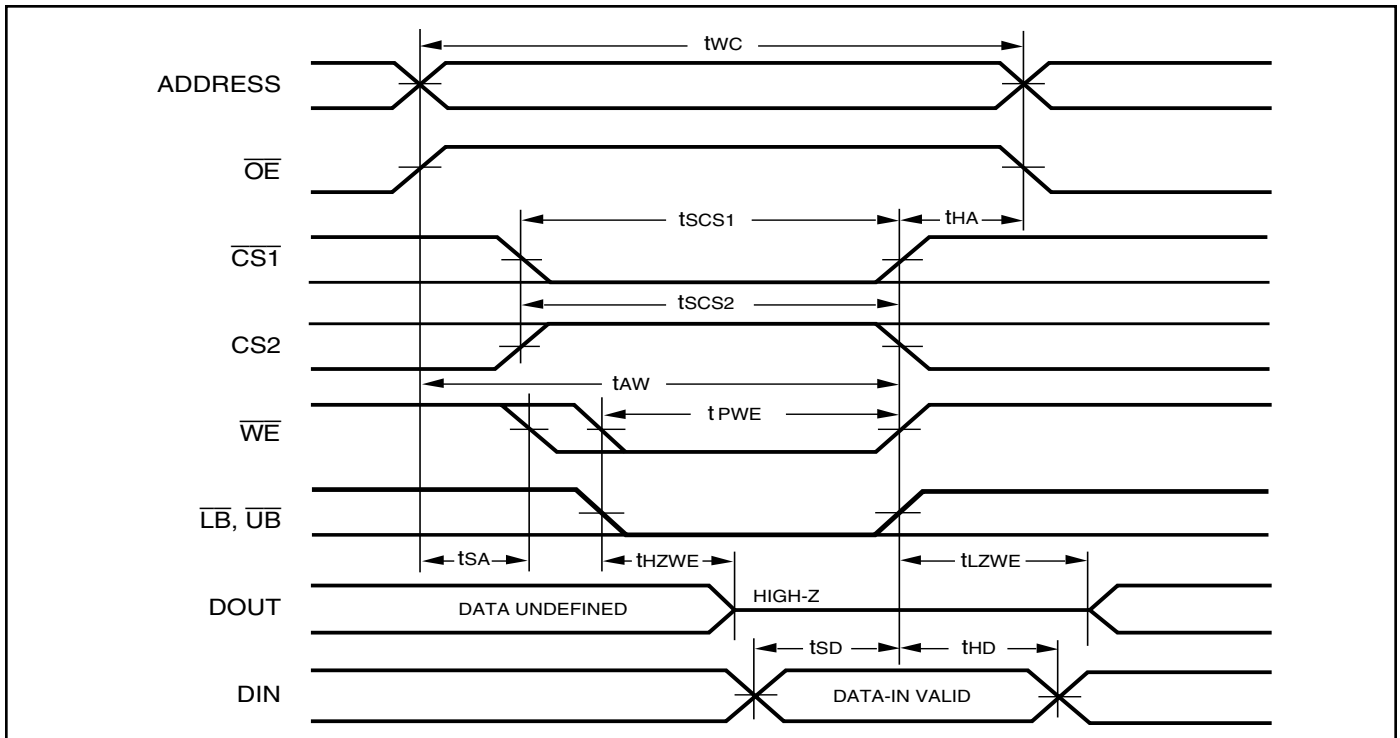 tWC
ADDRESS
OE
tSCS1
tHA
CS1
tSCS2
CS2
tAW
tPWE
WE
LB, UB
tSA
tHZWE
tLZWE
DOUT
DATA UNDEFINED
HIGH-Z
tSD
tHD
DIN
DATA-IN VALID